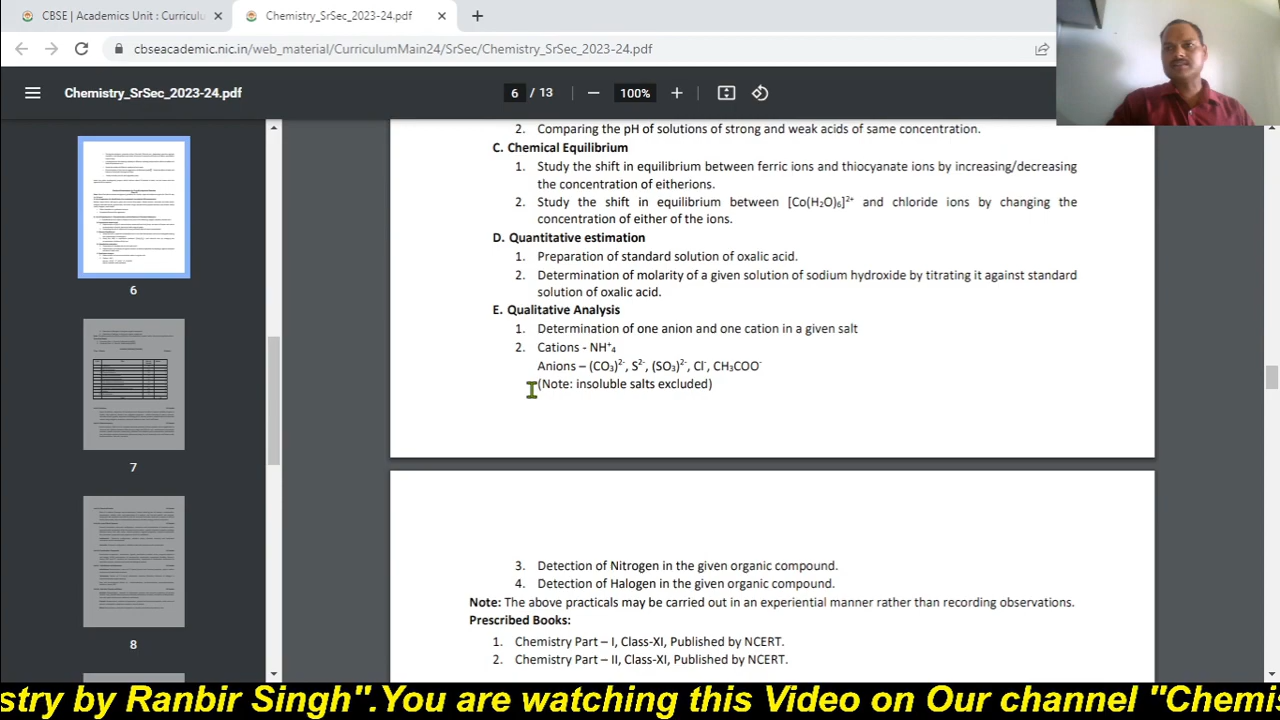 CBSE | Academics Unit : Curricul
Chemistry_SrSec_2023-24.pdf
cbseacademic.nic.in/web_material/CurriculumMain24/SrSec/Chemistry_SrSec_2023-24.pdf
Chemistry_SrSec_2023-24.pdf
6 / 13
100%
2. Comparing the pH of solutions of strong and weak acids of same concentration.
C. Chemical Equilibrium
1. Study the shift in equilibrium between ferric ions and thiocyanate ions by increasing/decreasing
the concentration of eitherions.
2. Study the shift in equilibrium between [Co(H₂O)₆]²⁺ and chloride ions by changing the
concentration of either of the ions.
D. Quantitative estimation
1. Preparation of standard solution of oxalic acid.
2. Determination of molarity of a given solution of sodium hydroxide by titrating it against standard
solution of oxalic acid.
E. Qualitative Analysis
1. Determination of one anion and one cation in a given salt
2. Cations - NH⁺₄
Anions – (CO₃)²⁻, S²⁻, (SO₃)²⁻, Cl⁻, CH₃COO⁻
(Note: insoluble salts excluded)
3. Detection of Nitrogen in the given organic compound.
4. Detection of Halogen in the given organic compound.
Note: The above practicals may be carried out in an experiential manner rather than recording observations.
Prescribed Books:
1. Chemistry Part – I, Class-XI, Published by NCERT.
2. Chemistry Part – II, Class-XI, Published by NCERT.
6
7
8
stry by Ranbir Singh".You are watching this Video on Our channel "Chemis